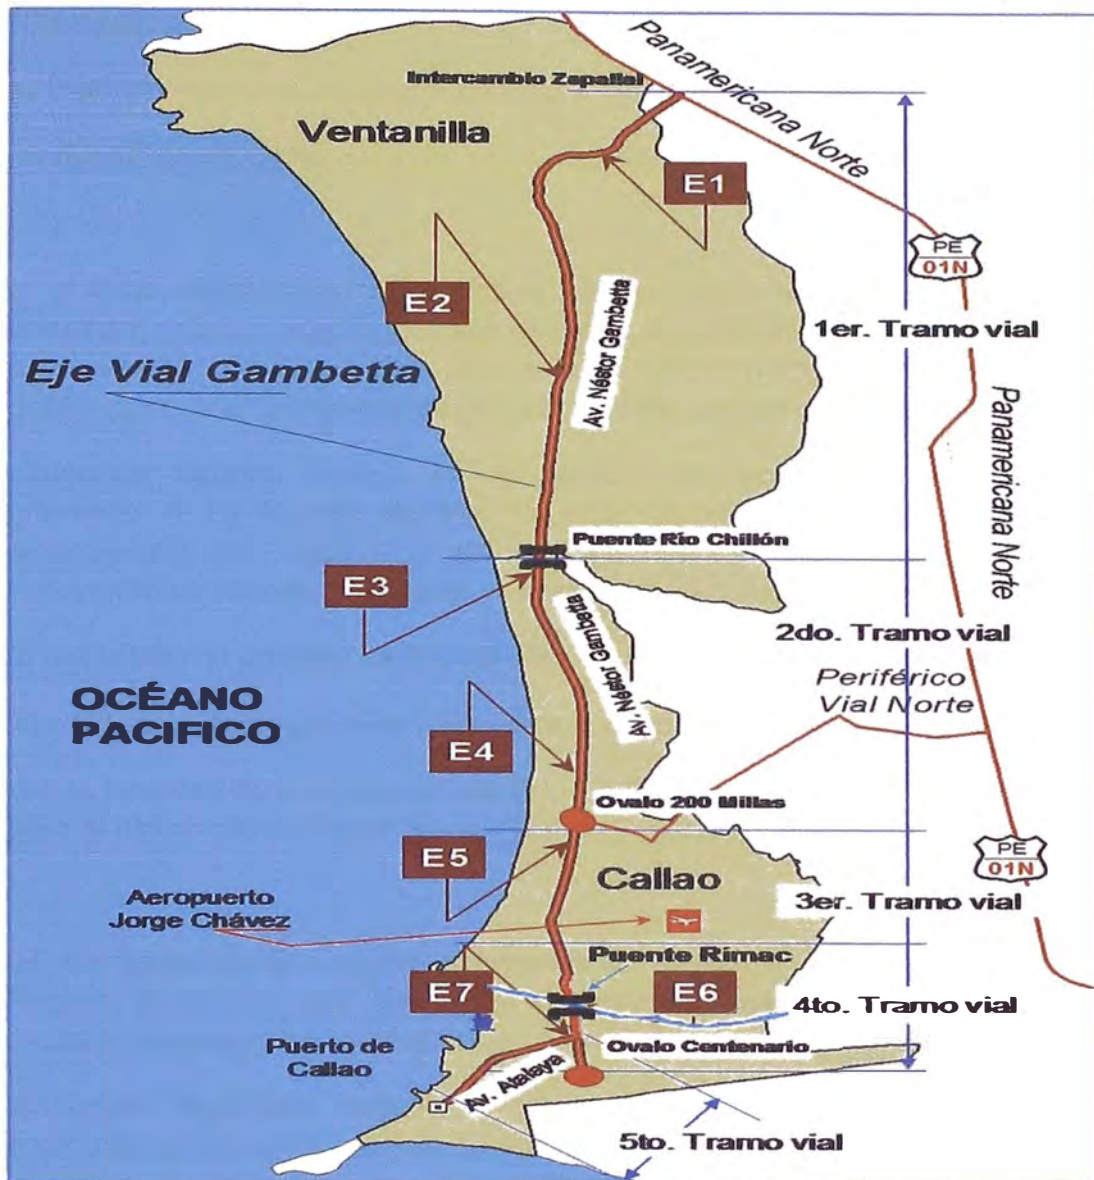 Panamericana Norte
Intercambio Zapallal
Ventanilla
E1
PE
01N
E2
1er. Tramo vial
Av. Néstor Gambetta
Eje Vial Gambetta
Panamericana Norte
Puente Río Chillón
E3
Av. Néstor Gambetta
2do. Tramo vial
Periférico
Vial Norte
OCÉANO
PACIFICO
E4
Ovalo 200 Millas
E5
PE
01N
Callao
Aeropuerto
Jorge Chávez
3er. Tramo vial
Puente Rimac
E7
E6
4to. Tramo vial
Puerto de
Callao
Ovalo Centenario
Av. Atalaya
5to. Tramo vial